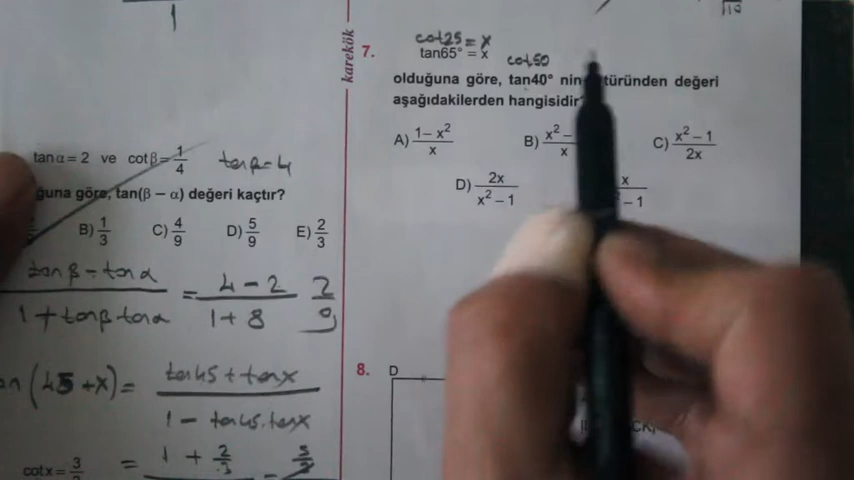 1
√10
karekök
tanα = 2 ve cotβ = 1/4 tanβ = 4
ğuna göre, tan(β − α) değeri kaçtır?
B) 1/3 C) 4/9 D) 5/9 E) 2/3
tanβ − tanα / 1 + tanβ tanα = 4 − 2 / 1 + 8 2/9
(45 + x) = tan45 + tanx / 1 − tan45.tanx
cotx = 3/
= 1 + 2/3
7. cot25 = x
tan65° = x cot50
olduğuna göre, tan40° nin türünden değeri
aşağıdakilerden hangisidir
A) 1 − x² / x B) x² − / x C) x² − 1 / 2x
D) 2x / x² − 1 x / − 1
8. D